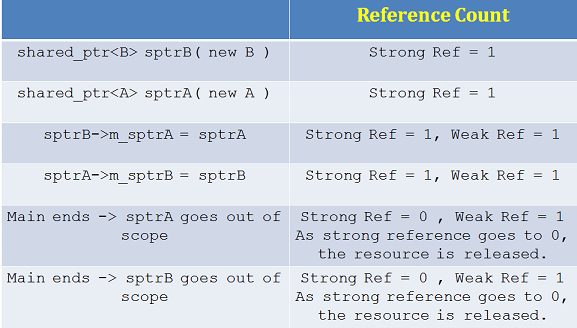 Reference Count
shared_ptr<B> sptrB( new B )
Strong Ref = 1
shared_ptr<A> sptrA( new A )
Strong Ref = 1
sptrB->m_sptrA = sptrA
Strong Ref = 1, Weak Ref = 1
sptrA->m_sptrB = sptrB
Strong Ref = 1, Weak Ref = 1
Main ends -> sptrA goes out of
scope
Strong Ref = 0 , Weak Ref = 1
As strong reference goes to 0,
the resource is released.
Main ends -> sptrB goes out of
scope
Strong Ref = 0 , Weak Ref = 1
As strong reference goes to 0,
the resource is released.